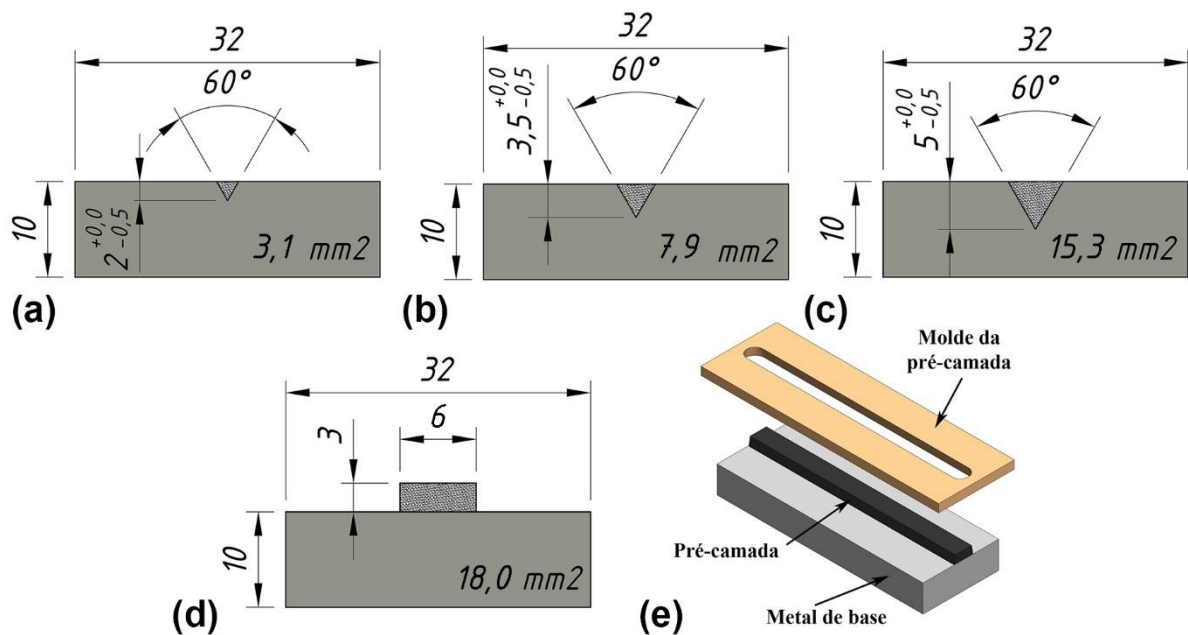 32
60°
10
2 +0,0 -0,5
3,1 mm2
(a)
32
60°
3,5 +0,0 -0,5
10
7,9 mm2
(b)
32
60°
5 +0,0 -0,5
10
15,3 mm2
(c)
32
6
3
10
18,0 mm2
(d)
Molde da
pré-camada
Pré-camada
Metal de base
(e)